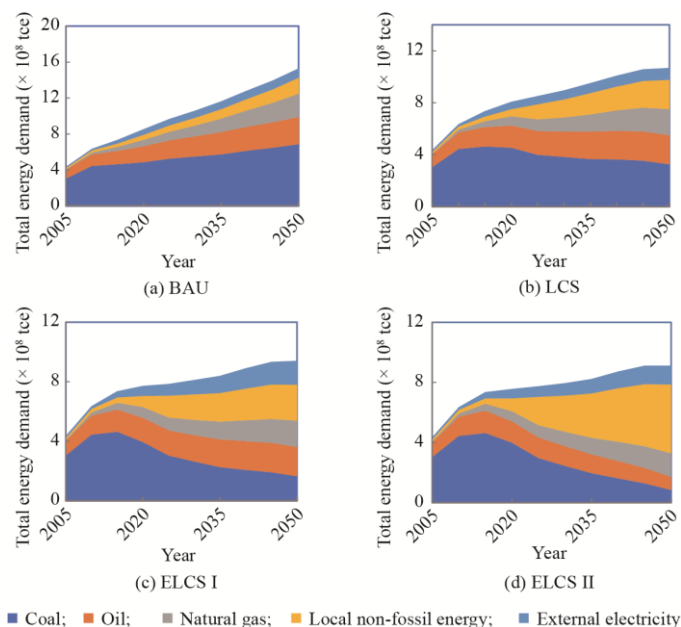 Total energy demand (× 10⁸ tce)
20
16
12
8
4
0
2005
2020
2035
2050
Year
(a) BAU
Total energy demand (× 10⁸ tce)
12
8
4
0
2005
2020
2035
2050
Year
(b) LCS
Total energy demand (× 10⁸ tce)
12
8
4
0
2005
2020
2035
2050
Year
(c) ELCS I
Total energy demand (× 10⁸ tce)
12
8
4
0
2005
2020
2035
2050
Year
(d) ELCS II
Coal; Oil; Natural gas; Local non-fossil energy; External electricity